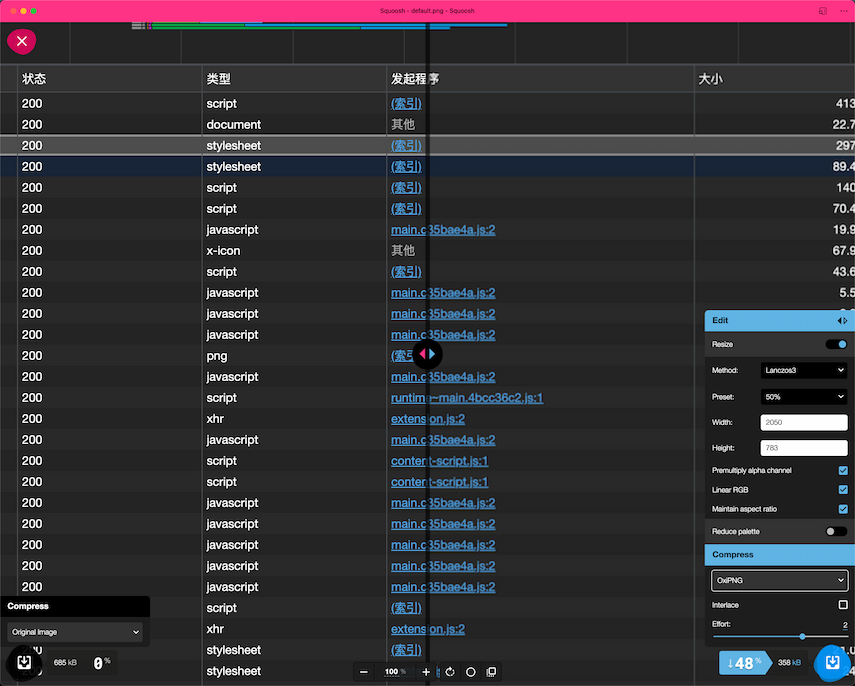 Squoosh - default.png - Squoosh
状态 类型 发起程序 大小
200 script (索引) 413
200 document 其他 22.7
200 stylesheet (索引) 297
200 stylesheet (索引) 89.4
200 script (索引) 140
200 script (索引) 70.4
200 javascript main.c35bae4a.js:2 19.9
200 x-icon 其他 67.9
200 script (索引) 43.6
200 javascript main.c35bae4a.js:2 5.5
200 javascript main.c35bae4a.js:2
200 javascript main.c35bae4a.js:2
200 png
200 javascript main.c35bae4a.js:2
200 script runtime~main.4bcc36c2.js:1
200 xhr extension.js:2
200 javascript main.c35bae4a.js:2
200 script content-script.js:1
200 script content-script.js:1
200 javascript main.c35bae4a.js:2
200 javascript main.c35bae4a.js:2
200 javascript main.c35bae4a.js:2
200 javascript main.c35bae4a.js:2
200 javascript main.c35bae4a.js:2
script (索引)
xhr extension.js:2
stylesheet (索引)
stylesheet
Edit
Resize
Method: Lanczos3
Preset: 50%
Width: 2050
Height: 783
Premultiply alpha channel
Linear RGB
Maintain aspect ratio
Reduce palette
Compress
OxiPNG
Interlace
Effort: 2
↓48% 358 kB
Compress
Original Image
685 kB 0%
100 %